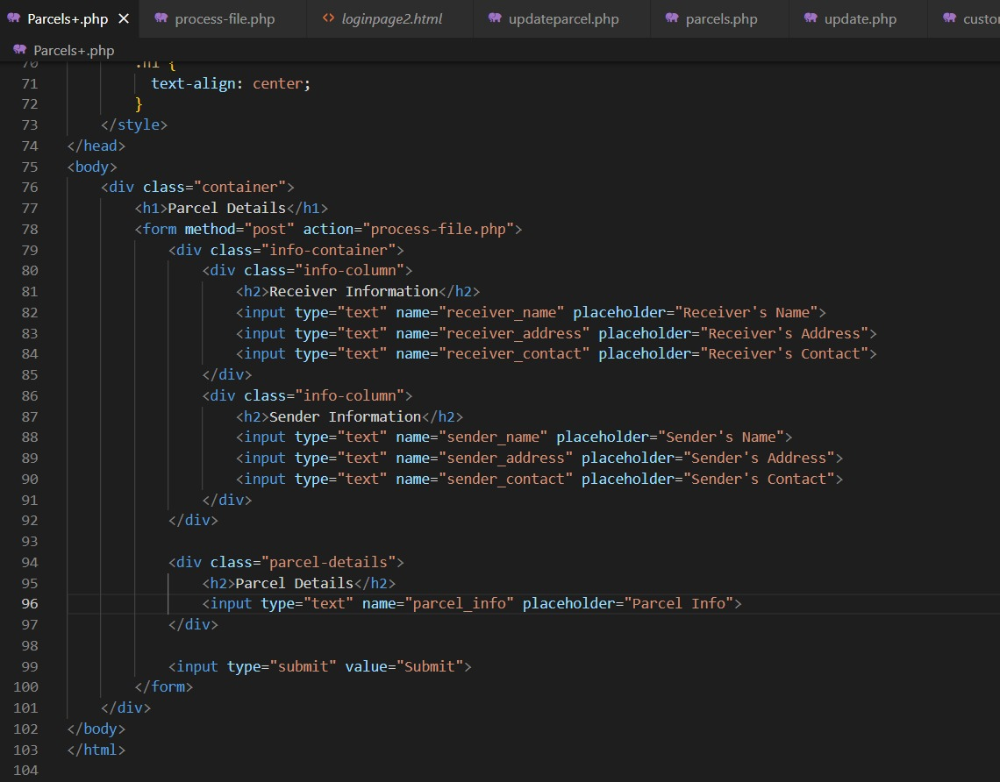 Parcels+.php × process-file.php <> loginpage2.html updateparcel.php parcels.php update.php
Parcels+.php
70 .h1 {
71 text-align: center;
72 }
73 </style>
74 </head>
75 <body>
76 <div class="container">
77 <h1>Parcel Details</h1>
78 <form method="post" action="process-file.php">
79 <div class="info-container">
80 <div class="info-column">
81 <h2>Receiver Information</h2>
82 <input type="text" name="receiver_name" placeholder="Receiver's Name">
83 <input type="text" name="receiver_address" placeholder="Receiver's Address">
84 <input type="text" name="receiver_contact" placeholder="Receiver's Contact">
85 </div>
86 <div class="info-column">
87 <h2>Sender Information</h2>
88 <input type="text" name="sender_name" placeholder="Sender's Name">
89 <input type="text" name="sender_address" placeholder="Sender's Address">
90 <input type="text" name="sender_contact" placeholder="Sender's Contact">
91 </div>
92 </div>
93
94 <div class="parcel-details">
95 <h2>Parcel Details</h2>
96 <input type="text" name="parcel_info" placeholder="Parcel Info">
97 </div>
98
99 <input type="submit" value="Submit">
100 </form>
101 </div>
102 </body>
103 </html>
104